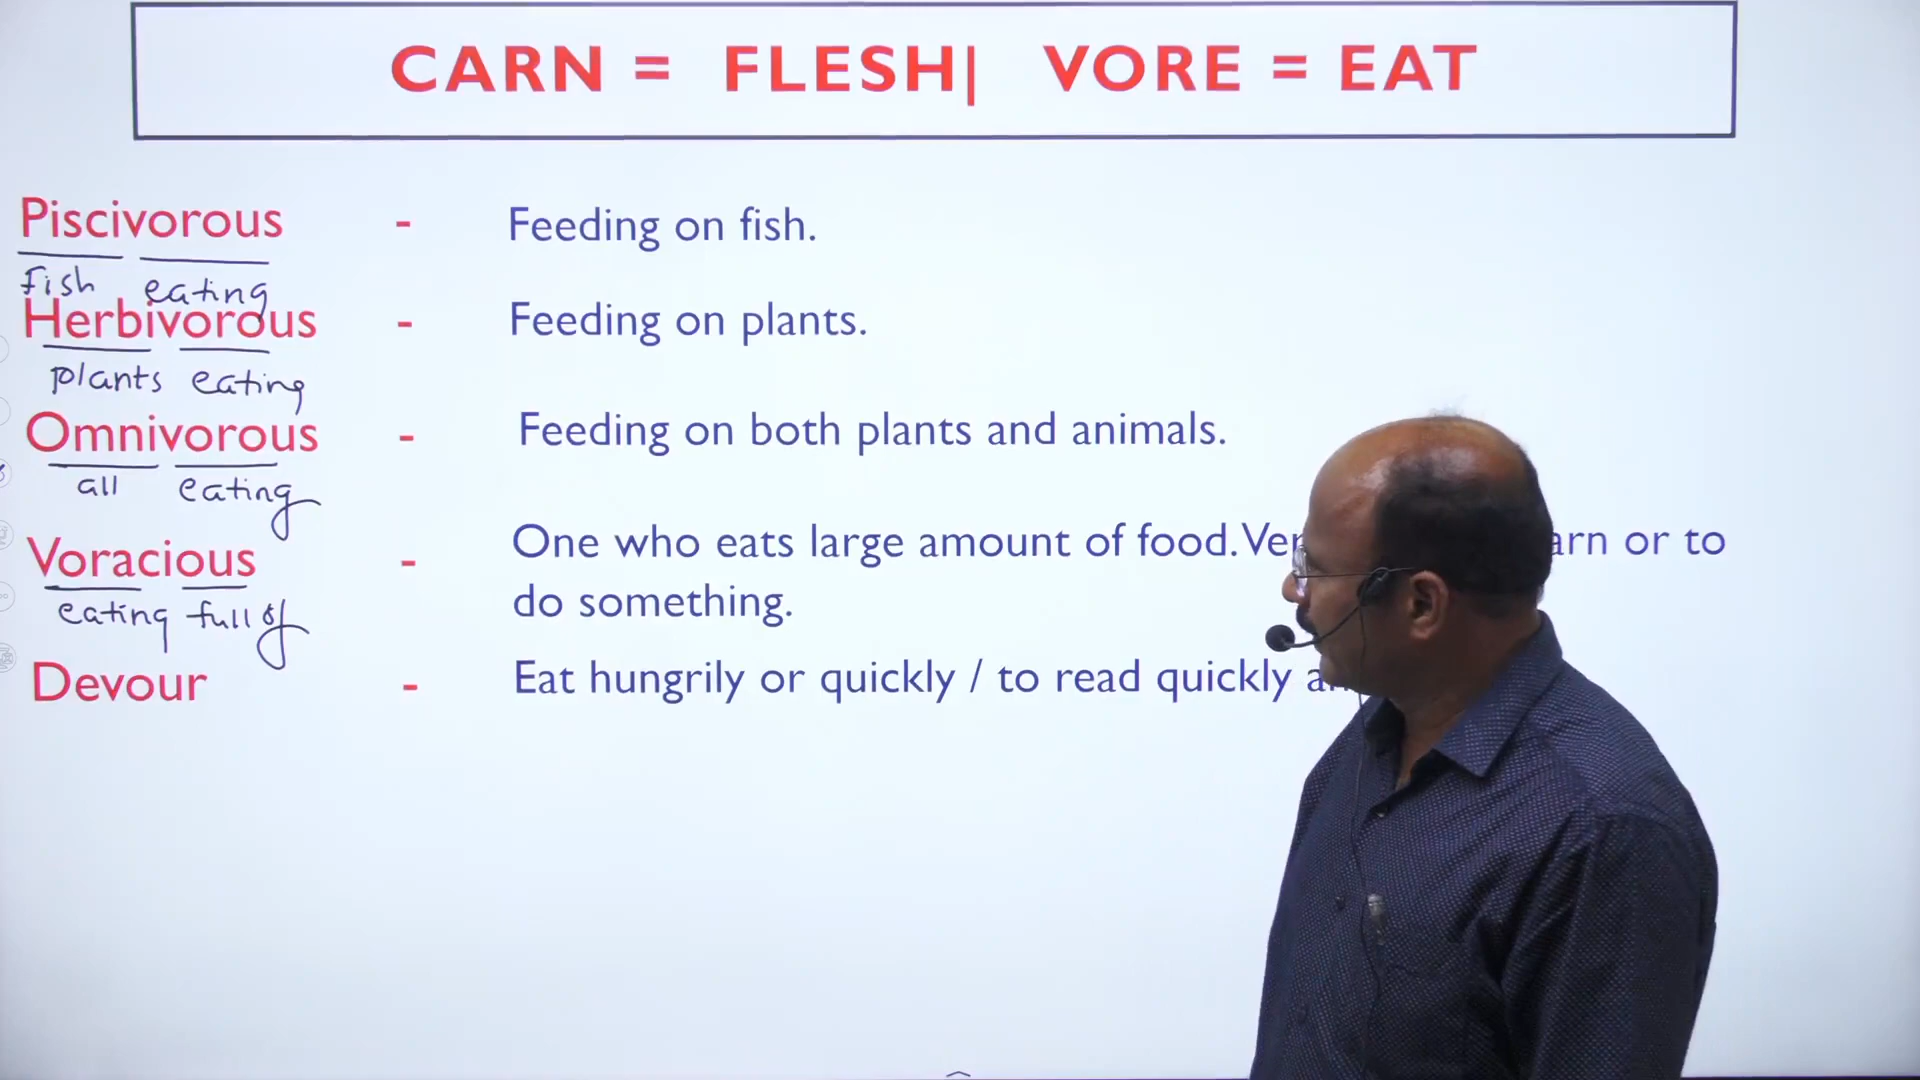 CARN = FLESH| VORE = EAT
Piscivorous - Feeding on fish.
fish eating
Herbivorous - Feeding on plants.
plants eating
Omnivorous - Feeding on both plants and animals.
all eating
Voracious - One who eats large amount of food. or to
eating full of
do something.
Devour - Eat hungrily or quickly / to read quickly